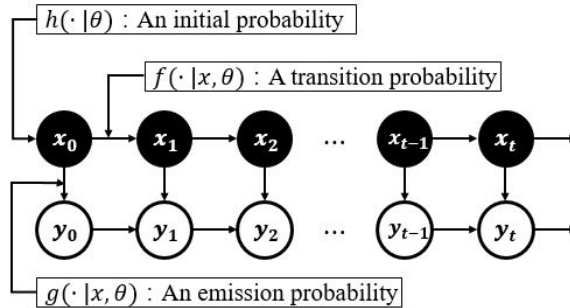 h(· |θ) : An initial probability
f(· |x, θ) : A transition probability
x₀ x₁ x₂ ... xₜ₋₁ xₜ
y₀ y₁ y₂ ... yₜ₋₁ yₜ
g(· |x, θ) : An emission probability